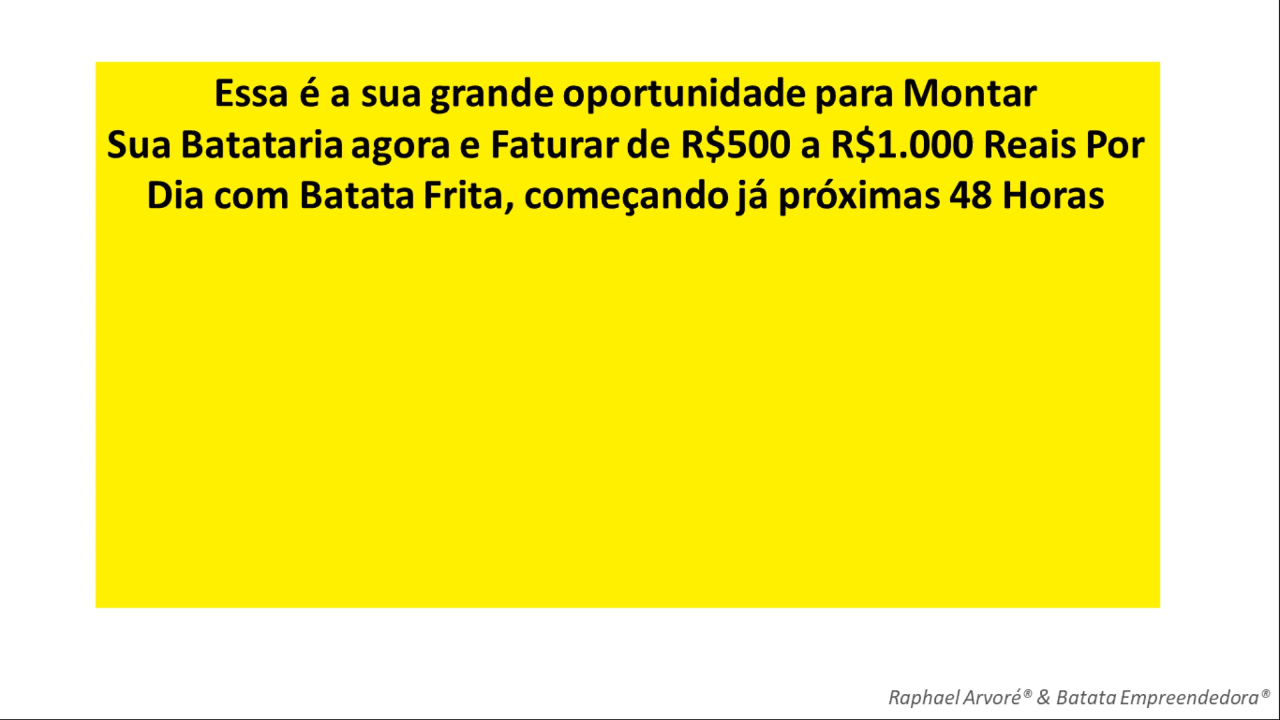 Essa é a sua grande oportunidade para Montar
Sua Batataria agora e Faturar de R$500 a R$1.000 Reais Por
Dia com Batata Frita, começando já próximas 48 Horas
Raphael Arvoré® & Batata Empreendedora®